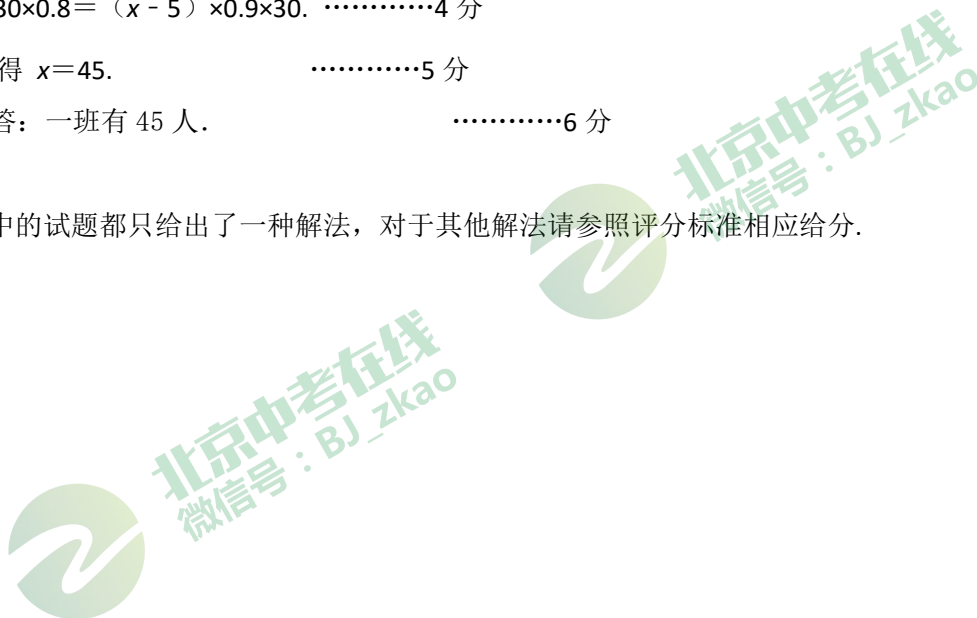 30×0.8＝（x﹣5）×0.9×30. …………4 分
得 x＝45. …………5 分
答：一班有 45 人. …………6 分
中的试题都只给出了一种解法，对于其他解法请参照评分标准相应给分.
北京中考在线
微信号：BJ_zkao
北京中考在线
微信号：BJ_zkao